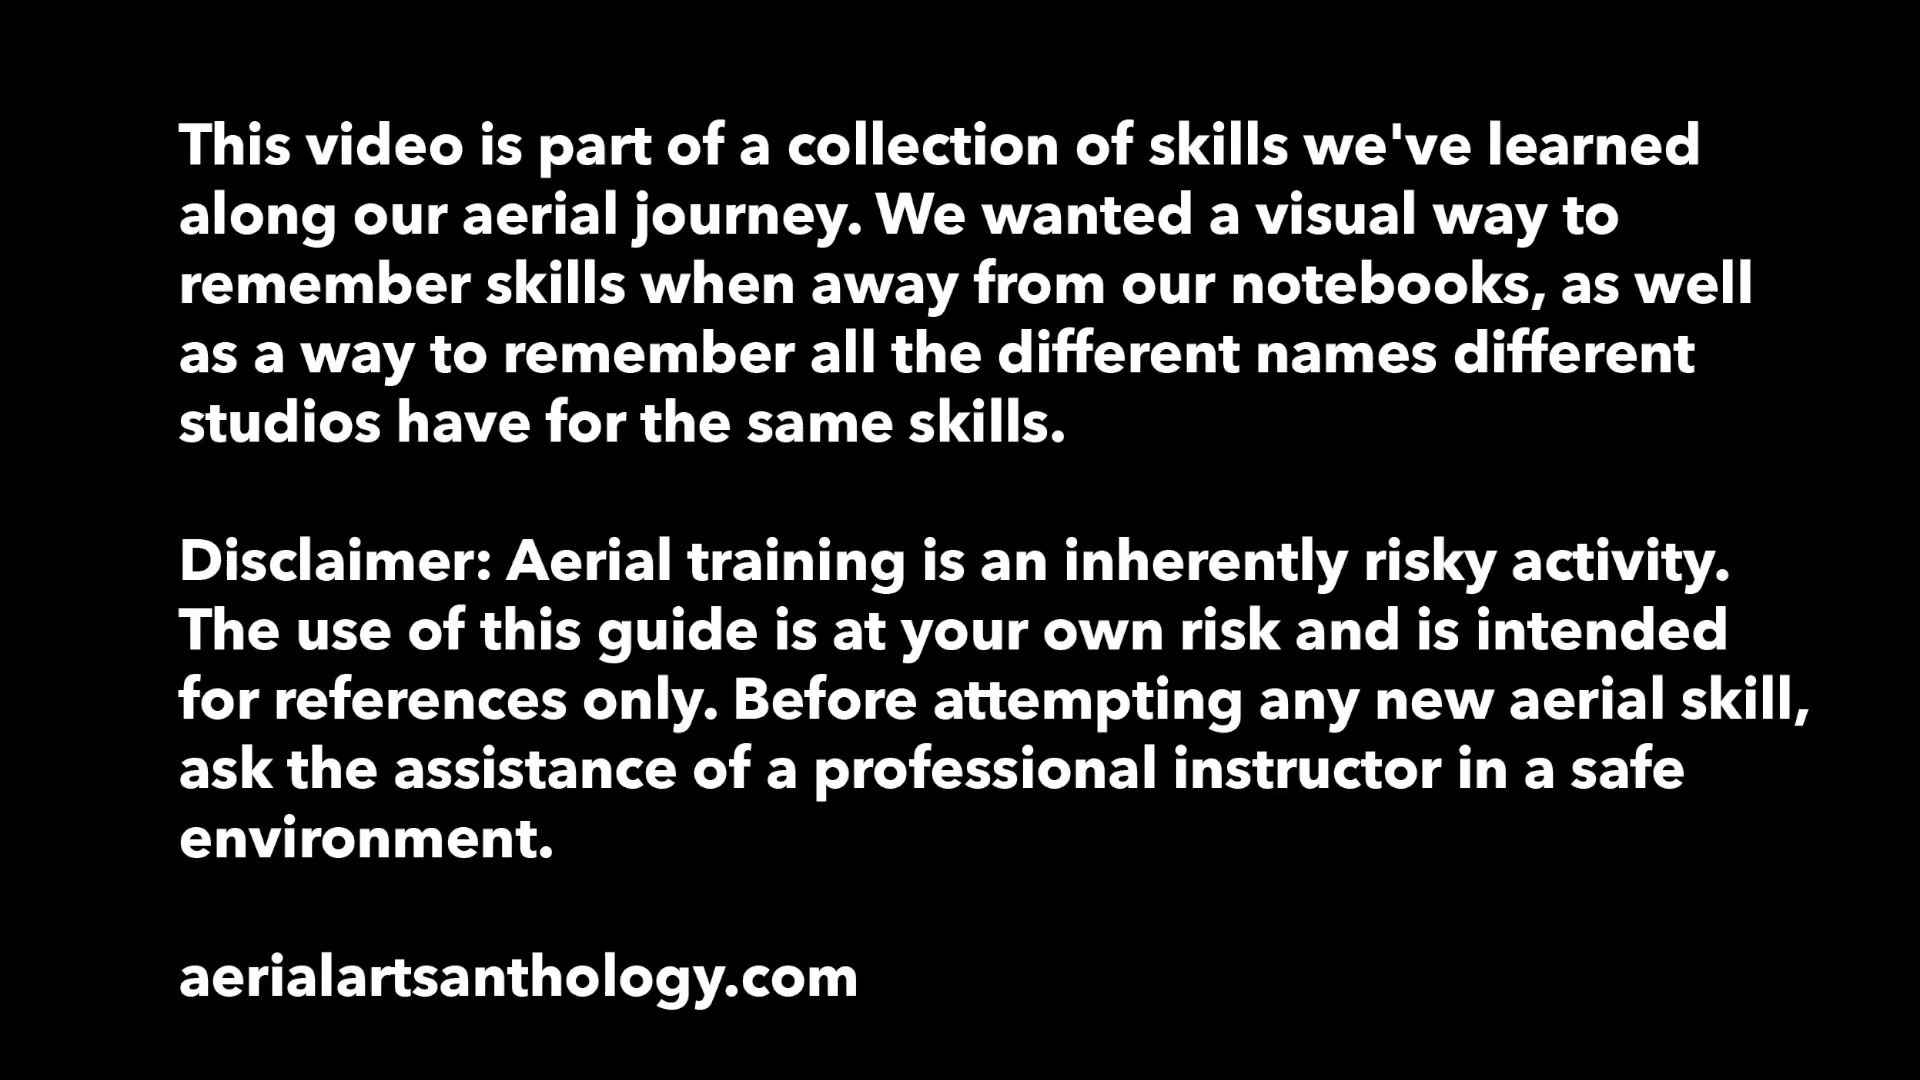 This video is part of a collection of skills we've learned
along our aerial journey. We wanted a visual way to
remember skills when away from our notebooks, as well
as a way to remember all the different names different
studios have for the same skills.
Disclaimer: Aerial training is an inherently risky activity.
The use of this guide is at your own risk and is intended
for references only. Before attempting any new aerial skill,
ask the assistance of a professional instructor in a safe
environment.
aerialartsanthology.com